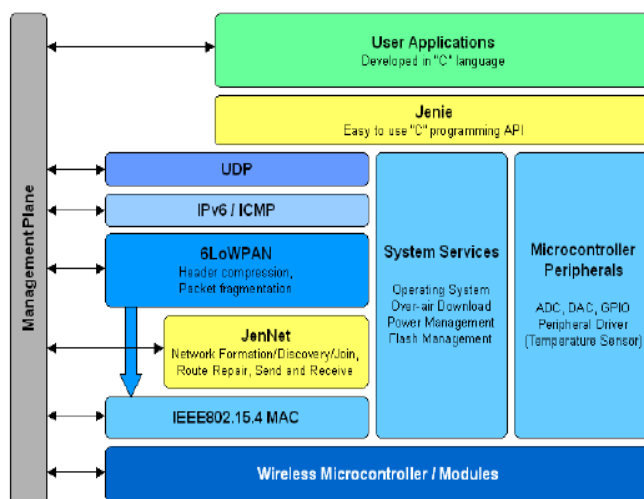 Management Plane
User Applications
Developed in "C" language
Jenie
Easy to use "C" programming API
UDP
IPv6 / ICMP
6LoWPAN
Header compression,
Packet fragmentation
JenNet
Network Formation/Discovery/Join,
Route Repair, Send and Receive
IEEE802.15.4 MAC
System Services
Operating System
Over-air Download
Power Management
Flash Management
Microcontroller
Peripherals
ADC, DAC, GPIO
Peripheral Driver
(Temperature Sensor)
Wireless Microcontroller / Modules